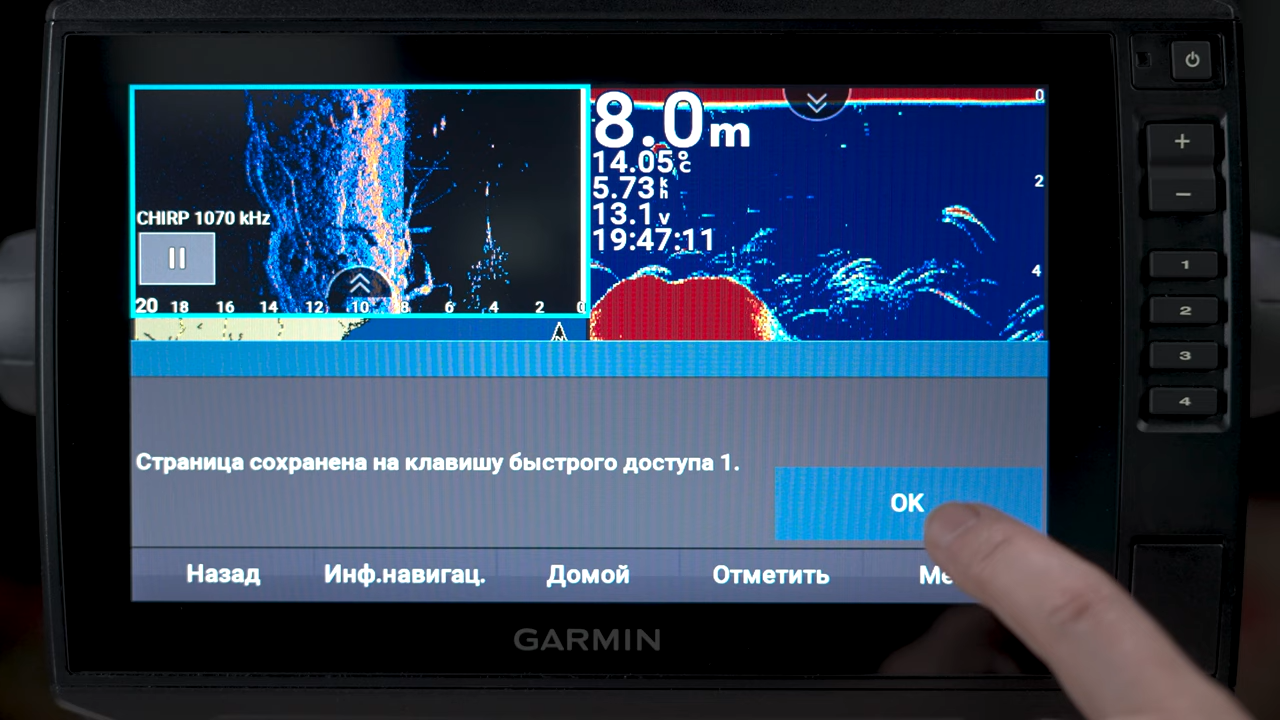 8.0m
14.05°C
5.73 k/h
13.1v
19:47:11
0
2
4
CHIRP 1070 kHz
20 18 16 14 12 10 8 6 4 2 0
N
Страница сохранена на клавишу быстрого доступа 1.
OK
Назад Инф.навигац. Домой Отметить
GARMIN
+
−
1
2
3
4